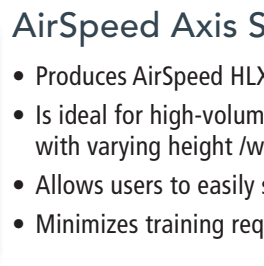 AirSpeed Axis S
• Produces AirSpeed HLX
• Is ideal for high-volum
with varying height /w
• Allows users to easily s
• Minimizes training req